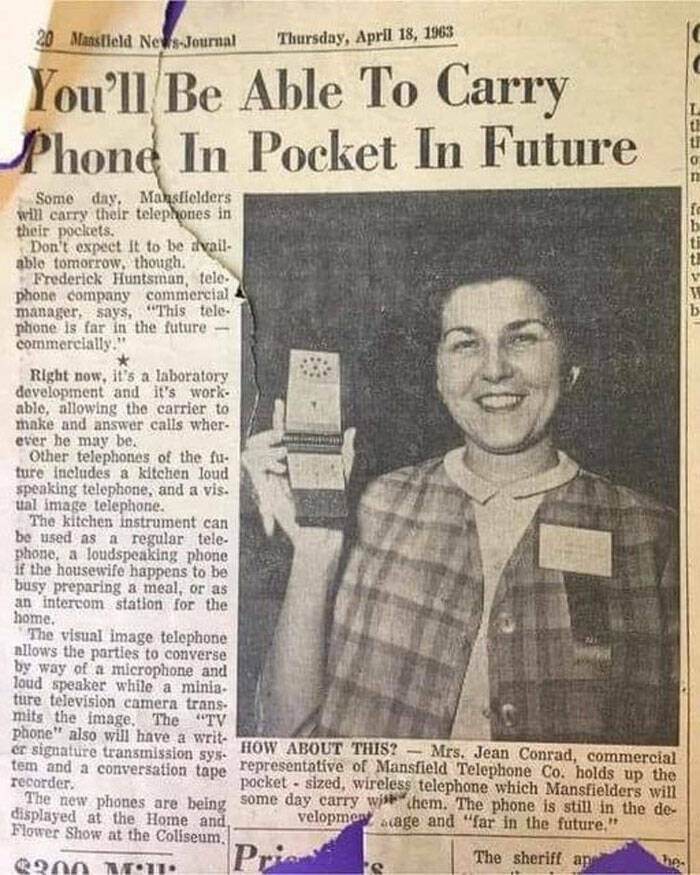 20 Mansfield News-Journal Thursday, April 18, 1963
You'll Be Able To Carry
Phone In Pocket In Future
Some day, Mansfielders
will carry their telephones in
their pockets.
Don't expect it to be avail-
able tomorrow, though.
Frederick Huntsman, tele-
phone company commercial
manager, says, "This tele-
phone is far in the future —
commercially."
★
Right now, it's a laboratory
development and it's work-
able, allowing the carrier to
make and answer calls wher-
ever he may be.
Other telephones of the fu-
ture includes a kitchen loud
speaking telephone, and a vis-
ual image telephone.
The kitchen instrument can
be used as a regular tele-
phone, a loudspeaking phone
if the housewife happens to be
busy preparing a meal, or as
an intercom station for the
home.
The visual image telephone
allows the parties to converse
by way of a microphone and
loud speaker while a minia-
ture television camera trans-
mits the image. The "TV
phone" also will have a writ-
er signature transmission sys-
tem and a conversation tape
recorder.
The new phones are being
displayed at the Home and
Flower Show at the Coliseum.
HOW ABOUT THIS? — Mrs. Jean Conrad, commercial
representative of Mansfield Telephone Co. holds up the
pocket - sized, wireless telephone which Mansfielders will
some day carry with them. The phone is still in the de-
velopment stage and "far in the future."
The sheriff